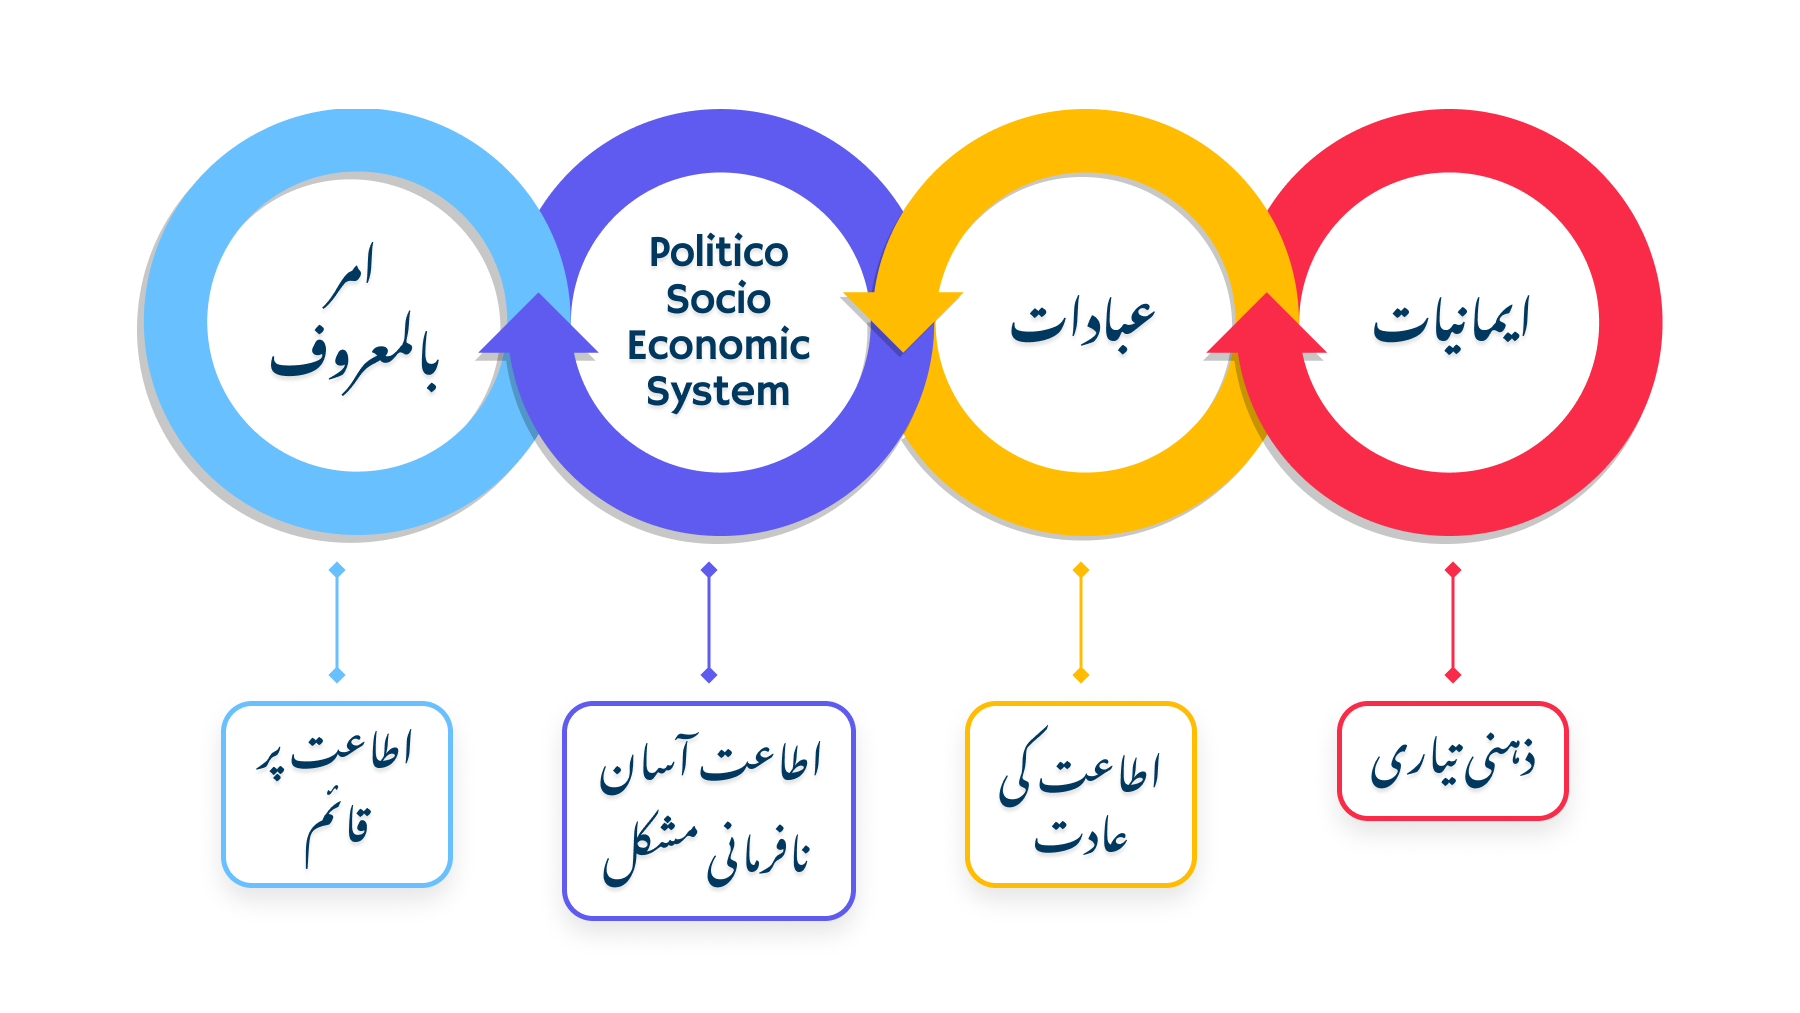 ایمانیات
عبادات
Politico
Socio
Economic
System
امر
بالمعروف
ذہنی تیاری
اطاعت کی
عادت
اطاعت آسان
نافرمانی مشکل
اطاعت پر
قائم